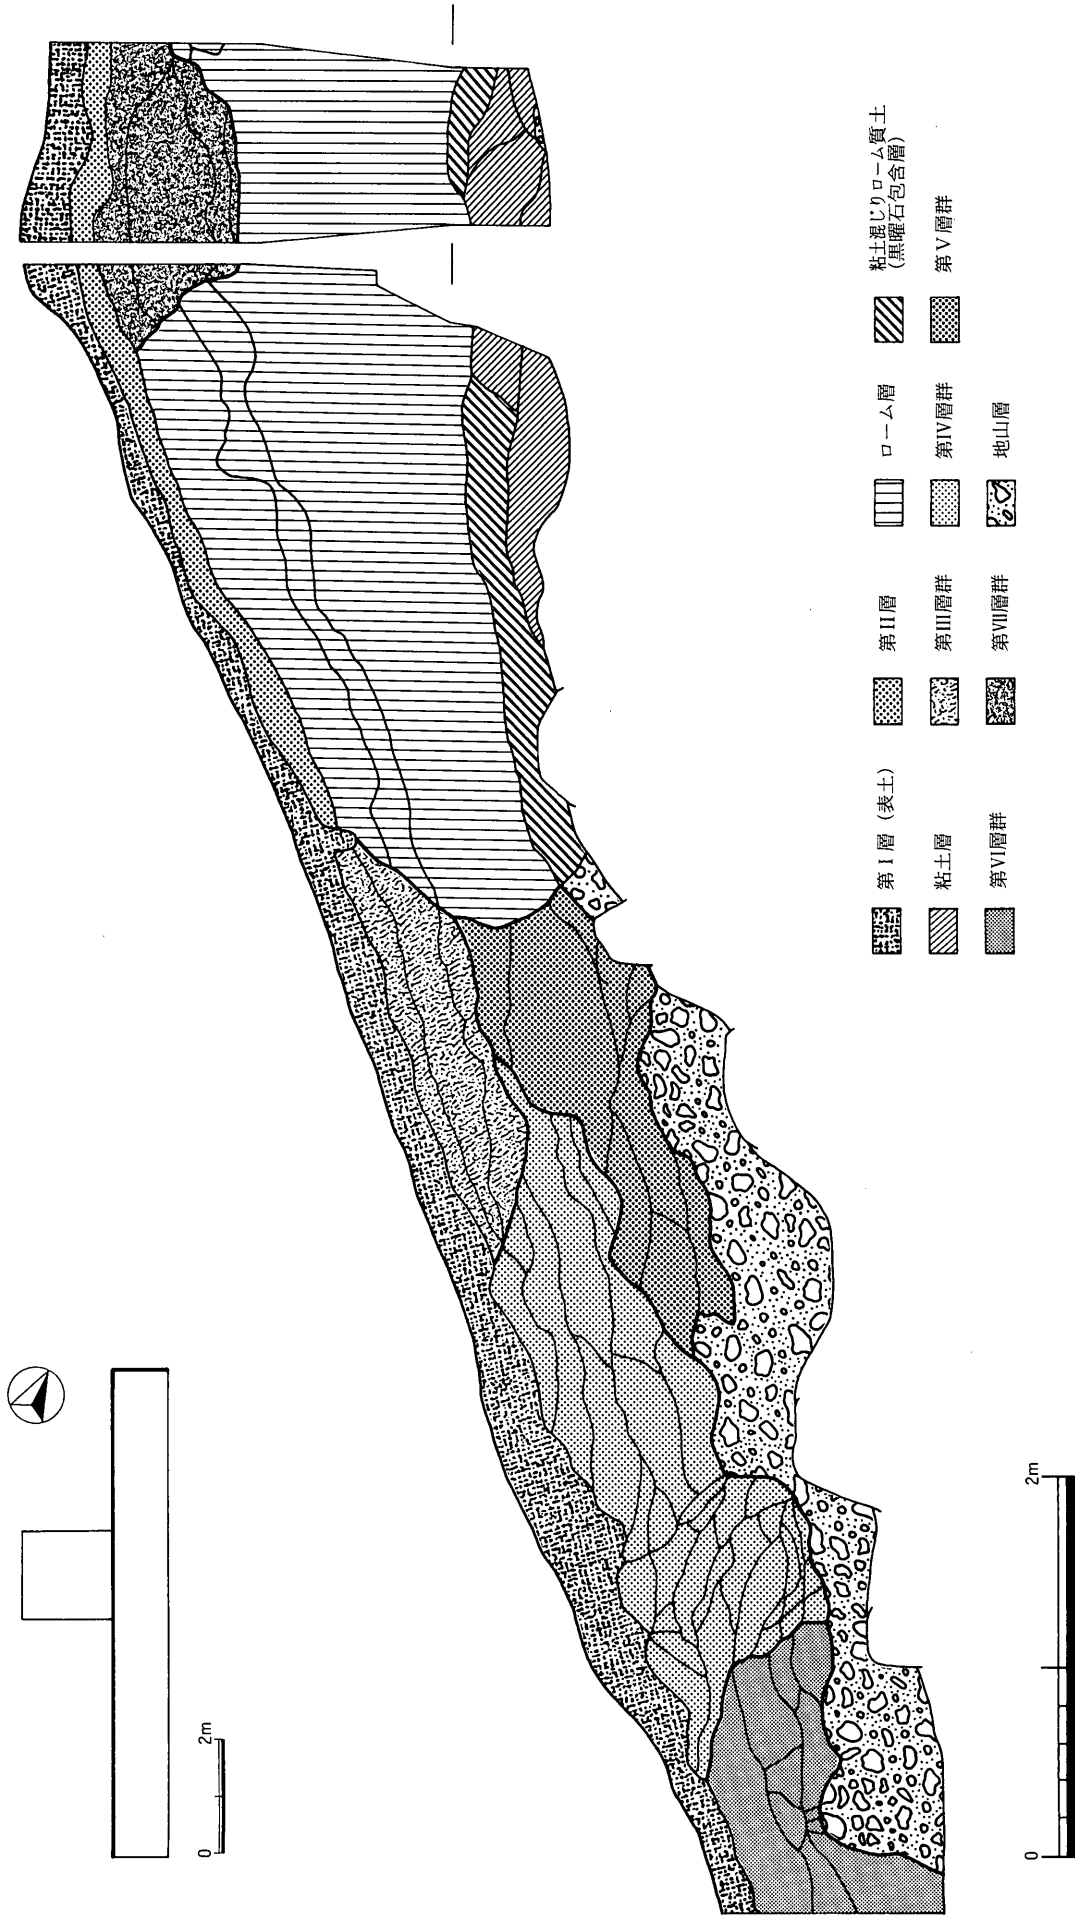 0 2m
第I層(表土)
第II層
ローム層
粘土混じりローム質土
(黒曜石包含層)
粘土層
第III層群
第IV層群
第V層群
第VI層群
第VII層群
地山層
0 2m